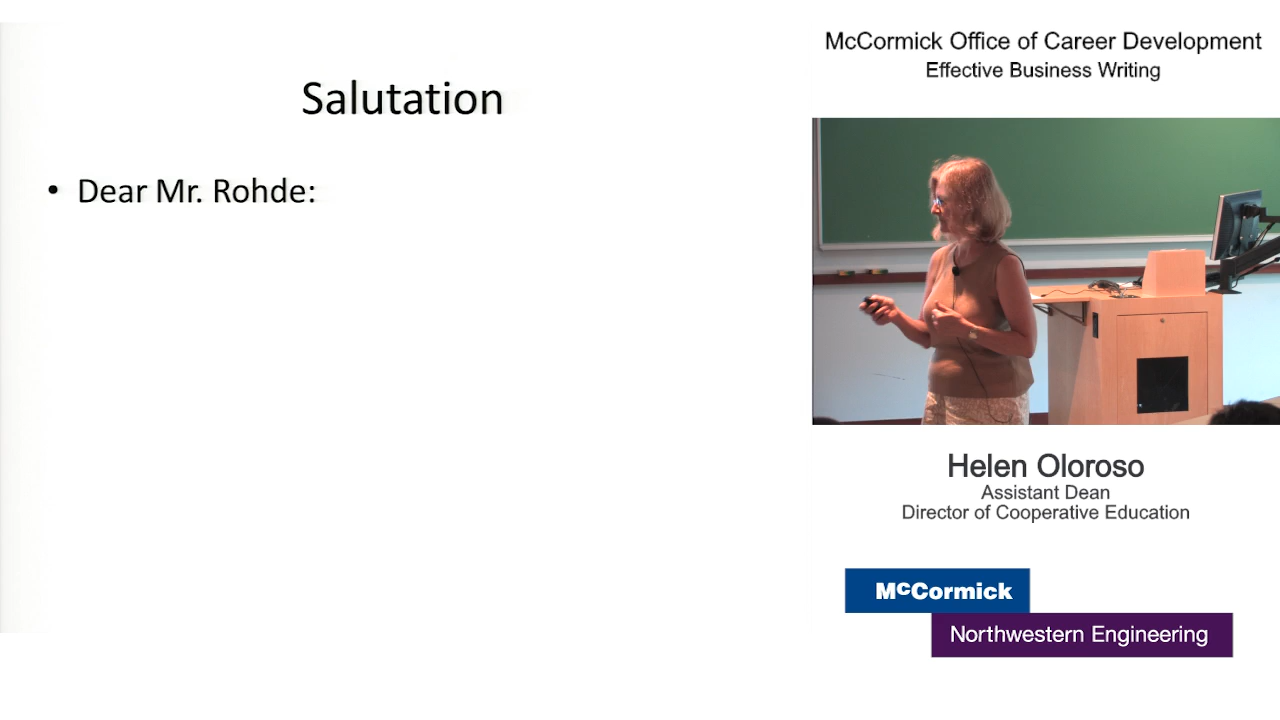 Salutation
• Dear Mr. Rohde:
McCormick Office of Career Development
Effective Business Writing
Helen Oloroso
Assistant Dean
Director of Cooperative Education
McCormick
Northwestern Engineering